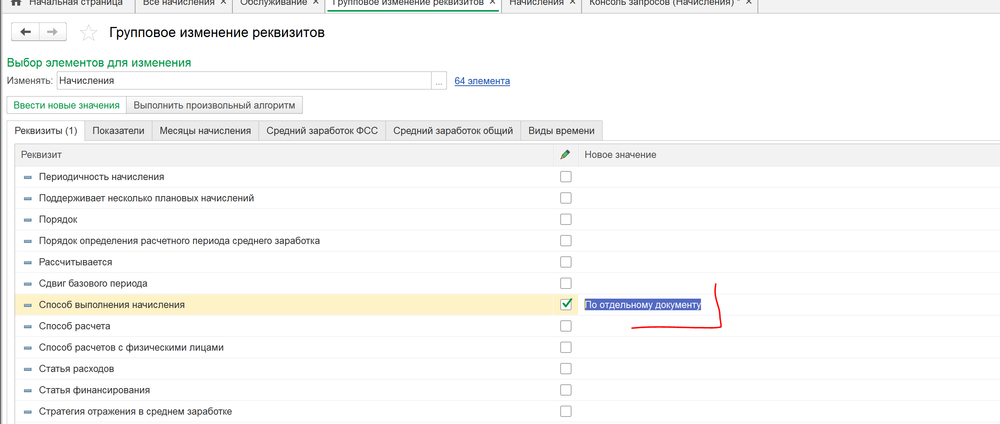 Начальная страница
Все начисления
Обслуживание
Групповое изменение реквизитов
Начисления
Консоль запросов (Начисления) *
Групповое изменение реквизитов
Выбор элементов для изменения
Изменять: Начисления ... 64 элемента
Ввести новые значения Выполнить произвольный алгоритм
Реквизиты (1) Показатели Месяцы начисления Средний заработок ФСС Средний заработок общий Виды времени
Реквизит Новое значение
Периодичность начисления
Поддерживает несколько плановых начислений
Порядок
Порядок определения расчетного периода среднего заработка
Рассчитывается
Сдвиг базового периода
Способ выполнения начисления По отдельному документу
Способ расчета
Способ расчетов с физическими лицами
Статья расходов
Статья финансирования
Стратегия отражения в среднем заработке